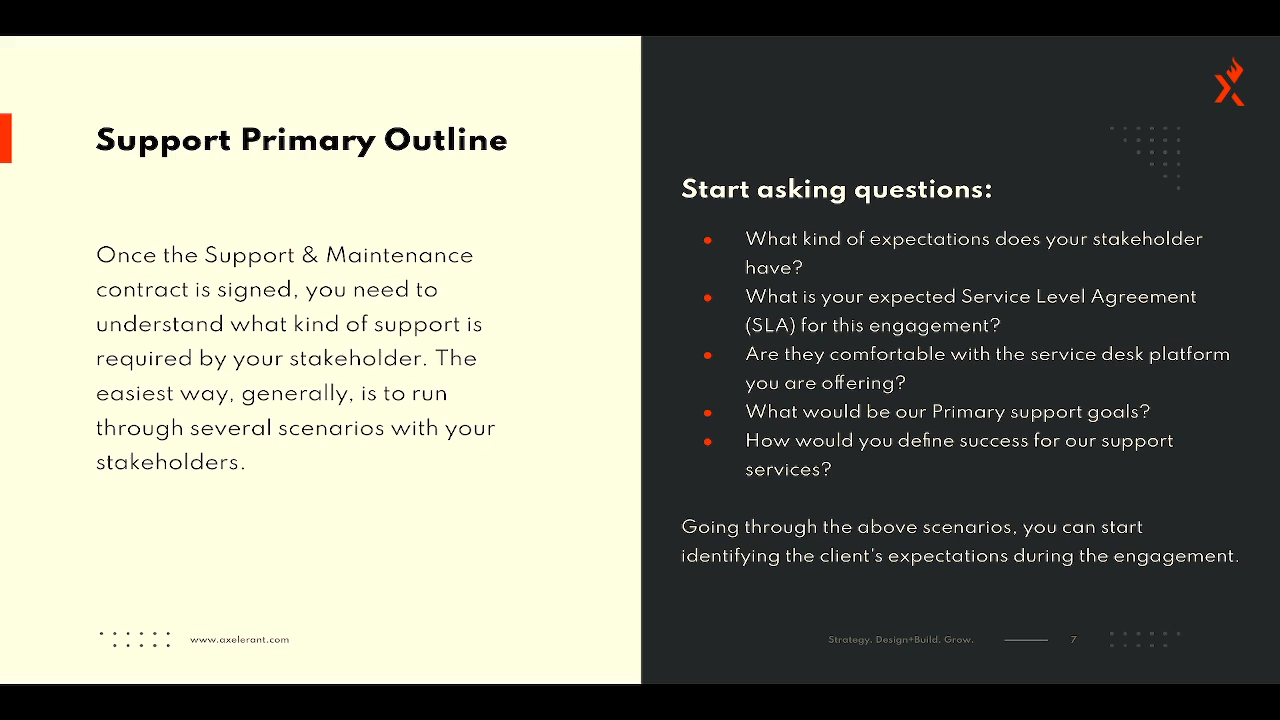 Support Primary Outline
Once the Support & Maintenance
contract is signed, you need to
understand what kind of support is
required by your stakeholder. The
easiest way, generally, is to run
through several scenarios with your
stakeholders.
www.axelerant.com
Start asking questions:
• What kind of expectations does your stakeholder
have?
• What is your expected Service Level Agreement
(SLA) for this engagement?
• Are they comfortable with the service desk platform
you are offering?
• What would be our Primary support goals?
• How would you define success for our support
services?
Going through the above scenarios, you can start
identifying the client's expectations during the engagement.
Strategy. Design+Build. Grow.
7